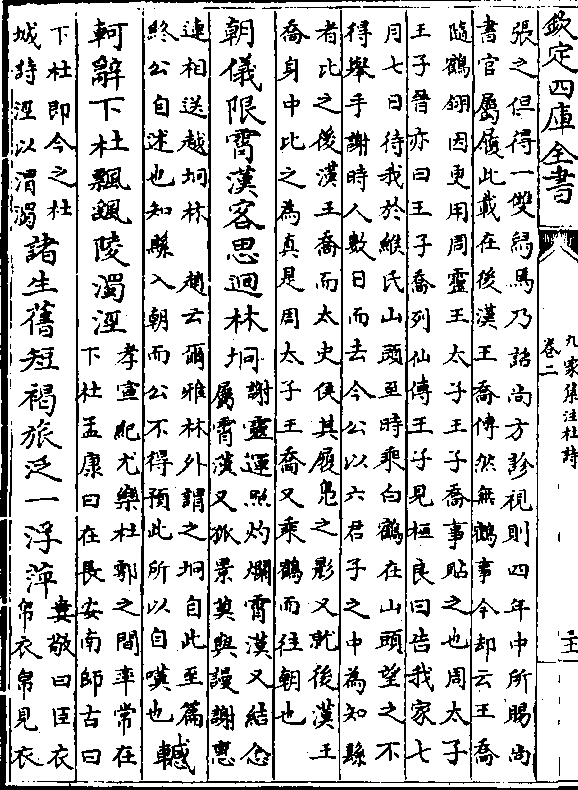 欽定四庫全書
九家集注杜詩
卷二
二十一
張之但得一雙舄焉乃詔尚方診視則四年中所賜尚
書官屬履此載在後漢王喬傳然無鶴事今却云王喬
隨鶴翎因更用周靈王太子王子喬事貼之也周太子
王子晉亦曰王子喬列仙傳王子見桓良曰告我家七
月七日待我於緱氏山頭至時乘白鶴在山頭望之不
得舉手謝時人數日而去今公以六君子之中為知縣
者比之後漢王喬而太史候其履鳧之影又就後漢王
喬身中比之為真是周太子王喬又乘鶴而往朝也
朝儀限霄漢客思迴林坰
謝靈運照灼爛霄漢又結念
屬霄漢又孤景莫與諼謝惠
連相送越坰林 趙云爾雅林外謂之坰自此至篇
終公自述也知縣入朝而公不得預此所以自嘆也
轗
軻辭下杜飄颻陵濁涇
孝宣紀尤樂杜鄠之間率常在
下杜孟康曰在長安南師古曰
下杜即今之杜
城詩涇以渭濁
諸生舊短褐旅泛一浮萍
婁敬曰臣衣
帛衣帛見衣